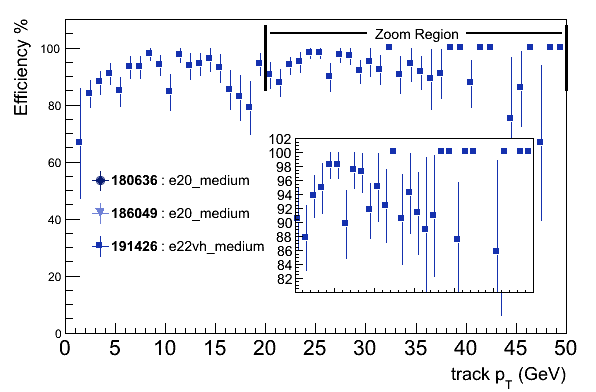 Efficiency %
100
80
60
40
20
0
Zoom Region
102
100
98
96
94
92
90
88
86
84
82
180636 : e20_medium
186049 : e20_medium
191426 : e22vh_medium
0 5 10 15 20 25 30 35 40 45 50
track pT (GeV)